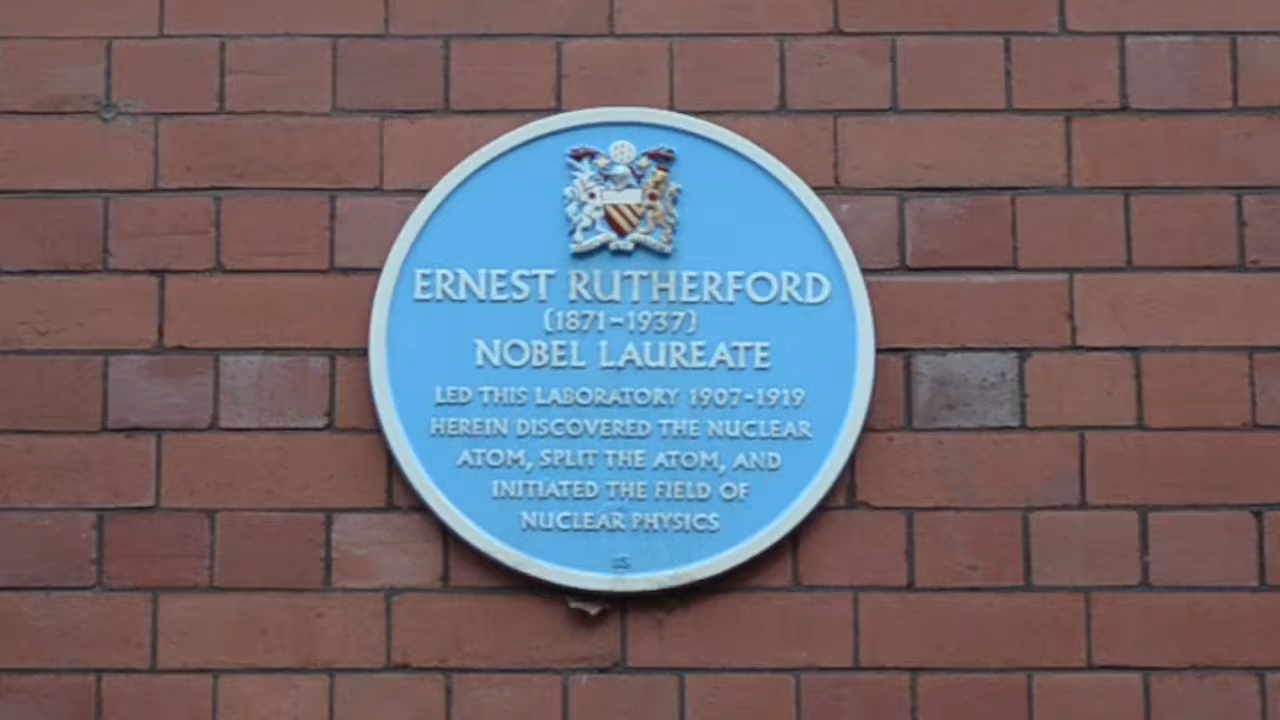 ERNEST RUTHERFORD
(1871-1937)
NOBEL LAUREATE
LED THIS LABORATORY 1907-1919
HEREIN DISCOVERED THE NUCLEAR
ATOM, SPLIT THE ATOM, AND
INITIATED THE FIELD OF
NUCLEAR PHYSICS